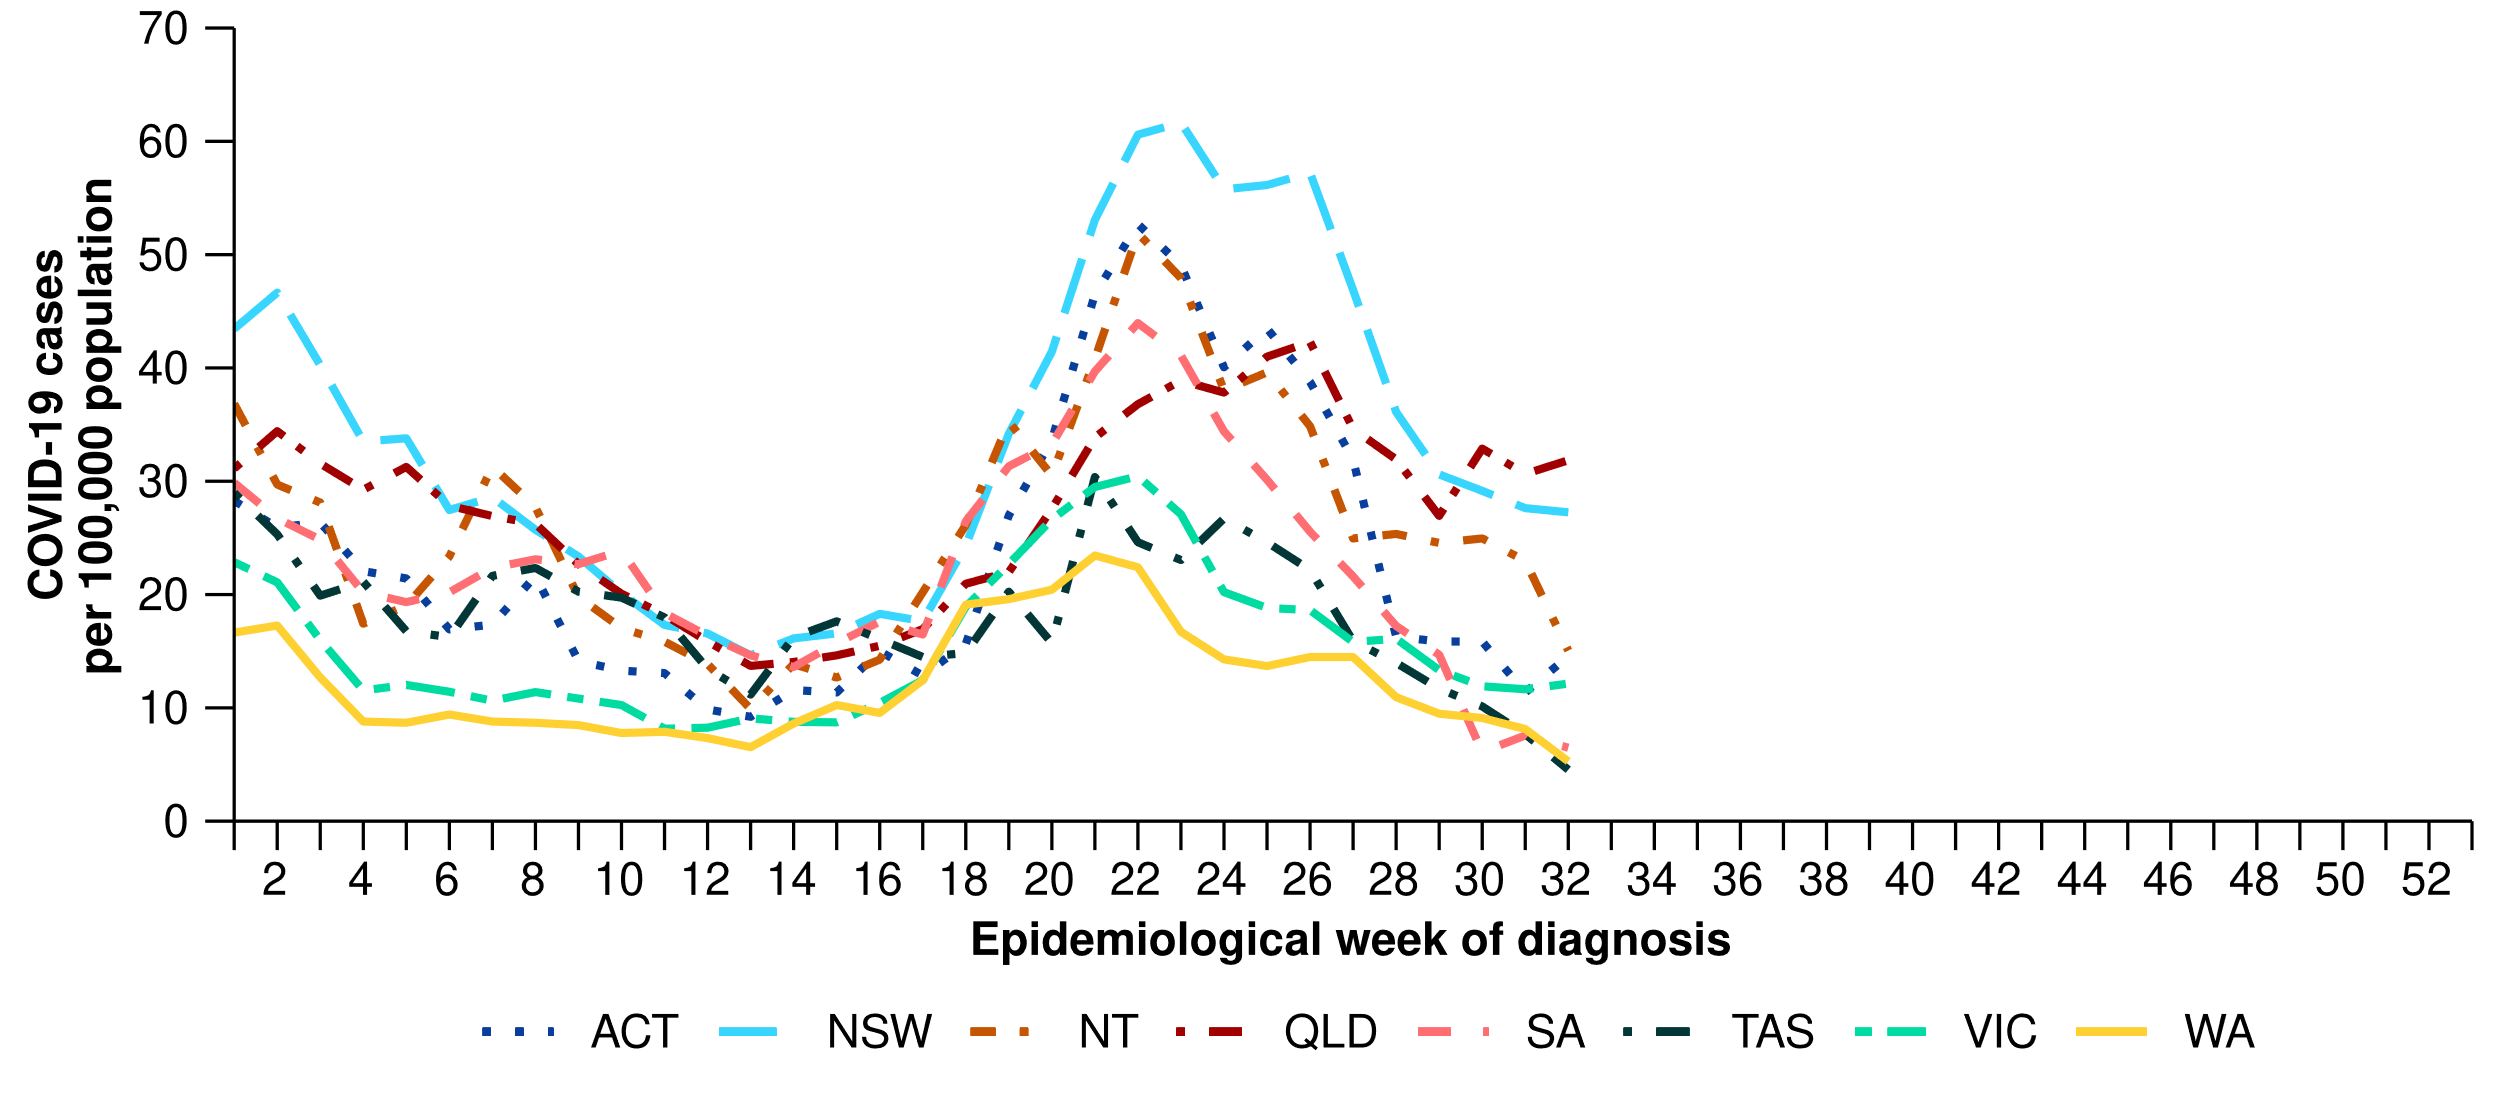 70
60
50
40
30
20
10
0
COVID-19 cases
per 100,000 population
2 4 6 8 10 12 14 16 18 20 22 24 26 28 30 32 34 36 38 40 42 44 46 48 50 52
Epidemiological week of diagnosis
ACT NSW NT QLD SA TAS VIC WA